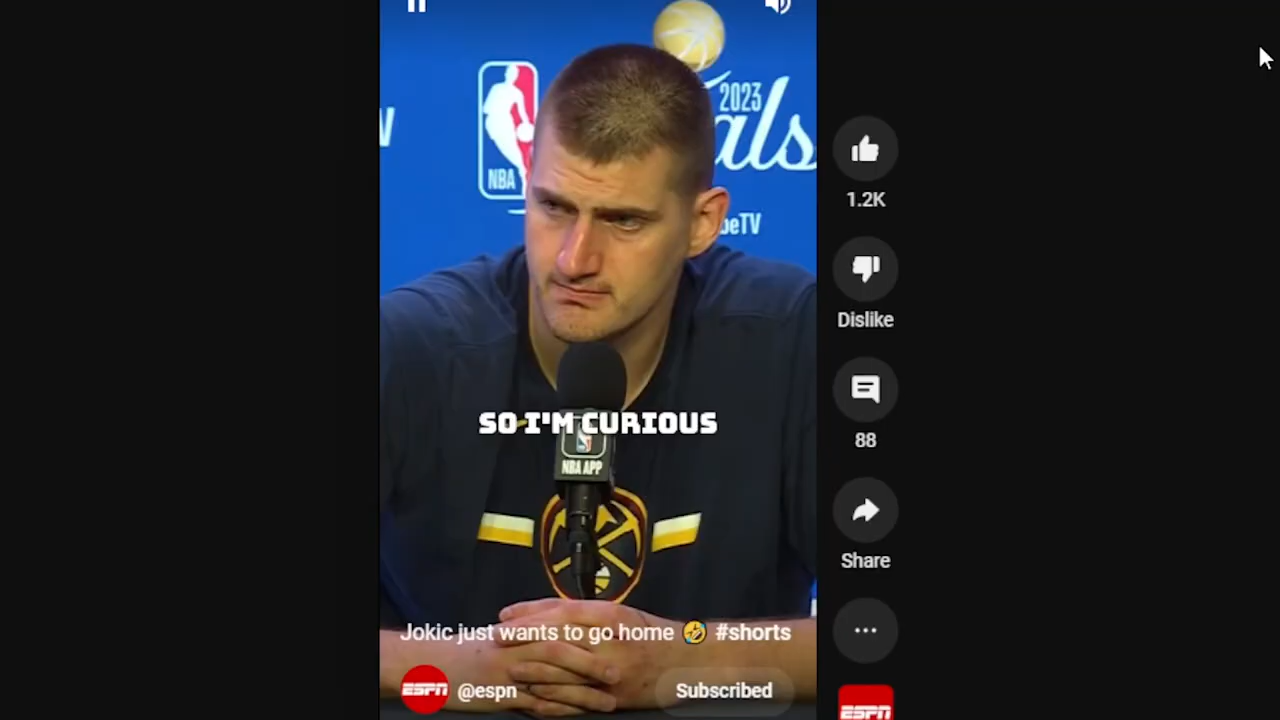 2023
als
V
NBA
beTV
SO I'M CURIOUS
NBA APP
Jokic just wants to go home 🤣 #shorts
ESPN @espn Subscribed
1.2K
Dislike
88
Share
ESPN